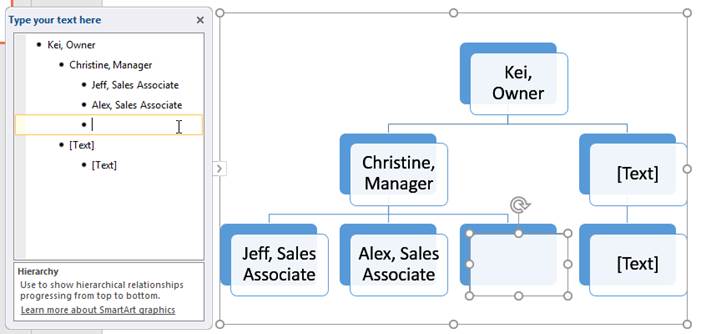 Type your text here
Kei, Owner
Christine, Manager
Jeff, Sales Associate
Alex, Sales Associate
[Text]
[Text]
Hierarchy
Use to show hierarchical relationships
progressing from top to bottom.
Learn more about SmartArt graphics
Kei,
Owner
Christine,
Manager
[Text]
Jeff, Sales
Associate
Alex, Sales
Associate
[Text]